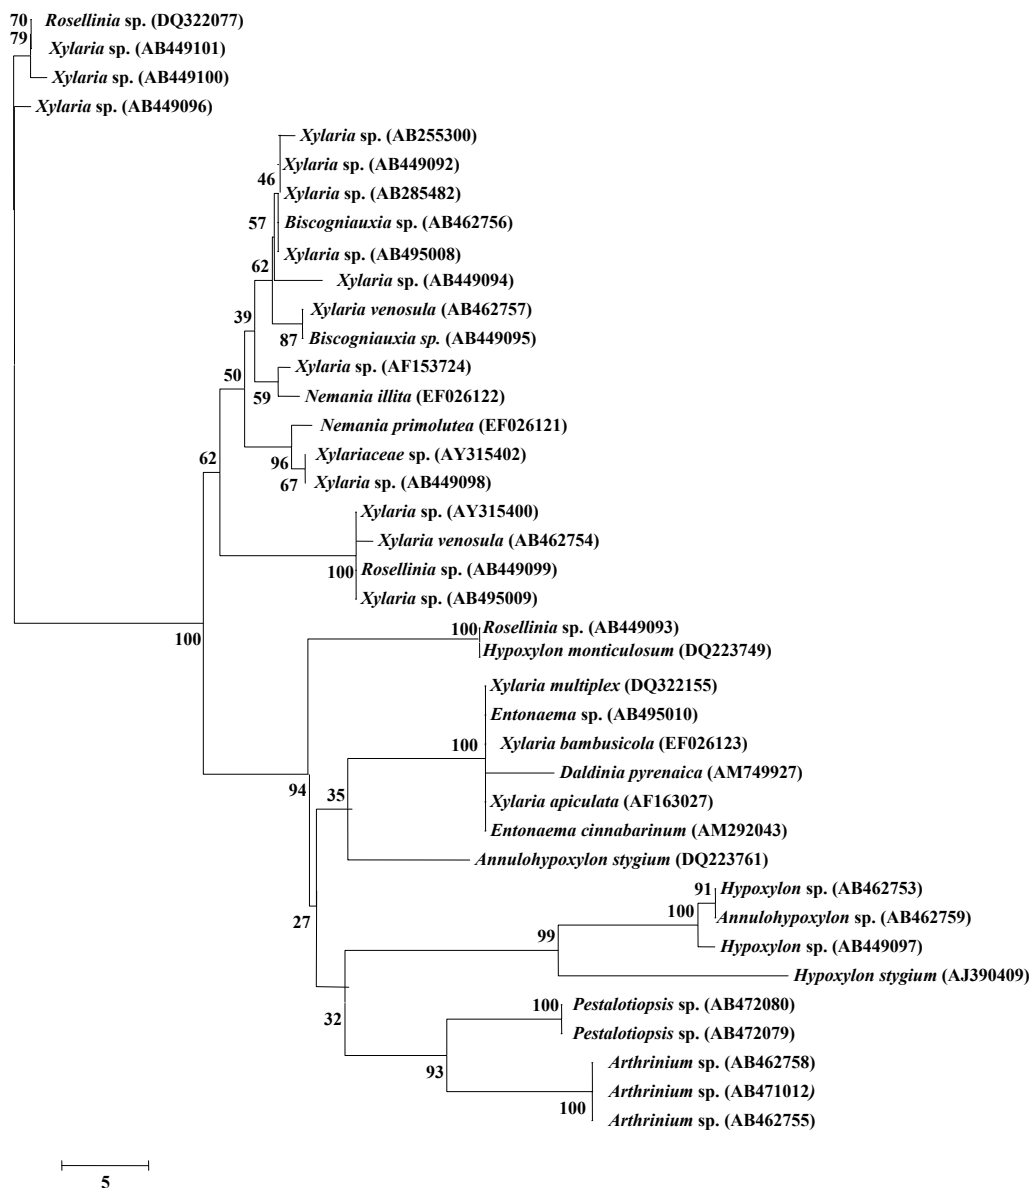 70
Rosellinia sp. (DQ322077)
79
Xylaria sp. (AB449101)
Xylaria sp. (AB449100)
Xylaria sp. (AB449096)
Xylaria sp. (AB255300)
Xylaria sp. (AB449092)
46
Xylaria sp. (AB285482)
57
Biscogniauxia sp. (AB462756)
Xylaria sp. (AB495008)
62
Xylaria sp. (AB449094)
Xylaria venosula (AB462757)
39
87
Biscogniauxia sp. (AB449095)
Xylaria sp. (AF153724)
50
59
Nemania illita (EF026122)
Nemania primolutea (EF026121)
62
Xylariaceae sp. (AY315402)
96
67
Xylaria sp. (AB449098)
Xylaria sp. (AY315400)
Xylaria venosula (AB462754)
100
Rosellinia sp. (AB449099)
Xylaria sp. (AB495009)
100
Rosellinia sp. (AB449093)
100
Hypoxylon monticulosum (DQ223749)
Xylaria multiplex (DQ322155)
Entonaema sp. (AB495010)
100
Xylaria bambusicola (EF026123)
Daldinia pyrenaica (AM749927)
94
35
Xylaria apiculata (AF163027)
Entonaema cinnabarinum (AM292043)
Annulohypoxylon stygium (DQ223761)
91
Hypoxylon sp. (AB462753)
100
Annulohypoxylon sp. (AB462759)
27
99
Hypoxylon sp. (AB449097)
Hypoxylon stygium (AJ390409)
100
Pestalotiopsis sp. (AB472080)
32
Pestalotiopsis sp. (AB472079)
Arthrinium sp. (AB462758)
93
Arthrinium sp. (AB471012)
100
Arthrinium sp. (AB462755)
5